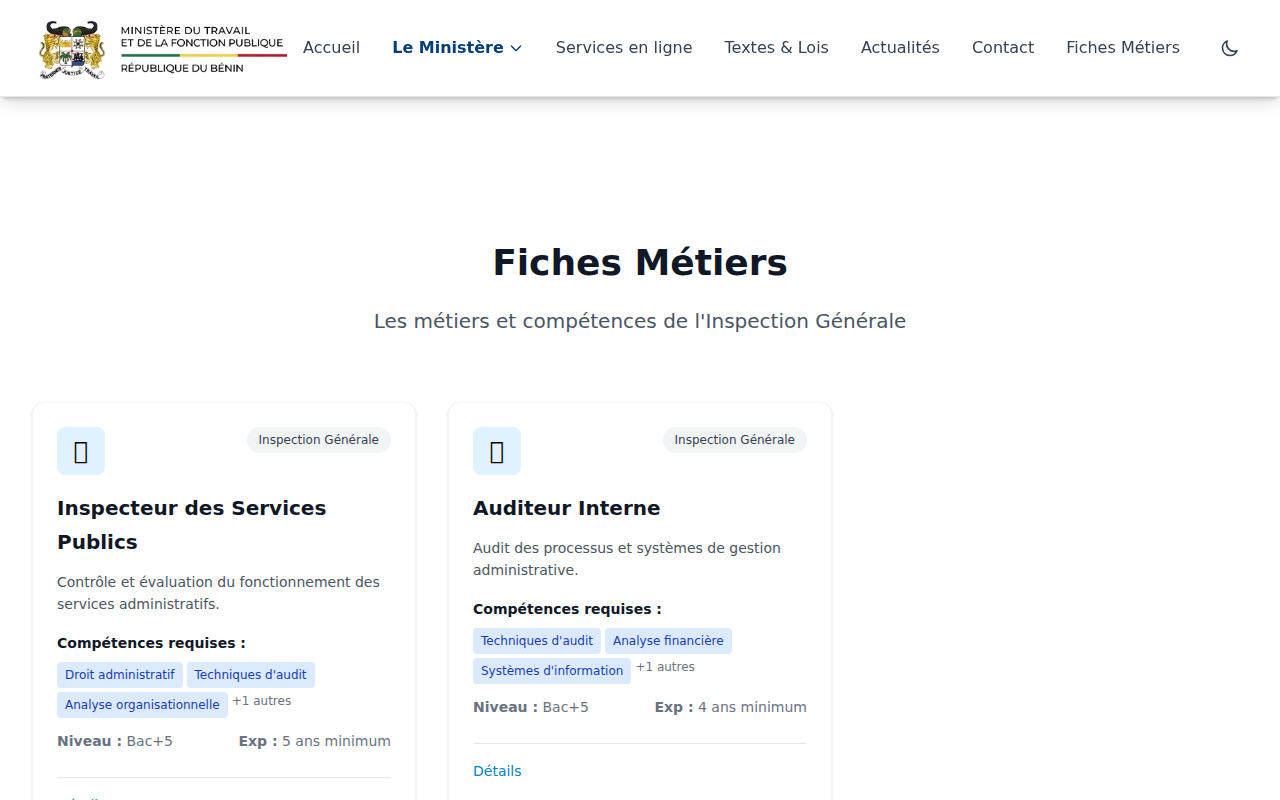 MINISTÈRE DU TRAVAIL
ET DE LA FONCTION PUBLIQUE
RÉPUBLIQUE DU BÉNIN
Accueil
Le Ministère
Services en ligne
Textes & Lois
Actualités
Contact
Fiches Métiers
Fiches Métiers
Les métiers et compétences de l'Inspection Générale
Inspection Générale
Inspecteur des Services
Publics
Contrôle et évaluation du fonctionnement des
services administratifs.
Compétences requises :
Droit administratif
Techniques d'audit
Analyse organisationnelle
+1 autres
Niveau : Bac+5
Exp : 5 ans minimum
Inspection Générale
Auditeur Interne
Audit des processus et systèmes de gestion
administrative.
Compétences requises :
Techniques d'audit
Analyse financière
Systèmes d'information
+1 autres
Niveau : Bac+5
Exp : 4 ans minimum
Détails